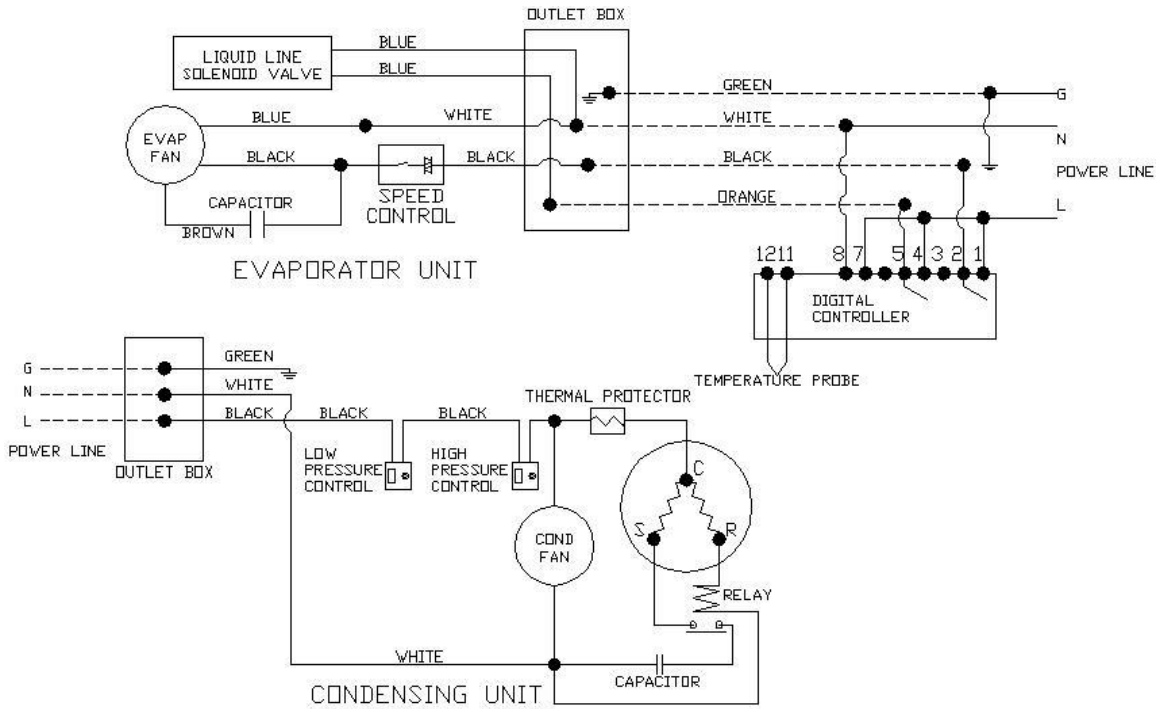 OUTLET BOX
LIQUID LINE
SOLENOID VALVE
BLUE
BLUE
GREEN
G
EVAP
FAN
BLUE
WHITE
WHITE
N
BLACK
BLACK
BLACK
POWER LINE
SPEED
CONTROL
CAPACITOR
BROWN
ORANGE
L
EVAPORATOR UNIT
12 11 8 7 5 4 3 2 1
DIGITAL
CONTROLLER
TEMPERATURE PROBE
G
GREEN
N
WHITE
L
BLACK
BLACK
BLACK
THERMAL PROTECTOR
POWER LINE
OUTLET BOX
LOW
PRESSURE
CONTROL
HIGH
PRESSURE
CONTROL
C
S
R
COND
FAN
RELAY
WHITE
CAPACITOR
CONDENSING UNIT